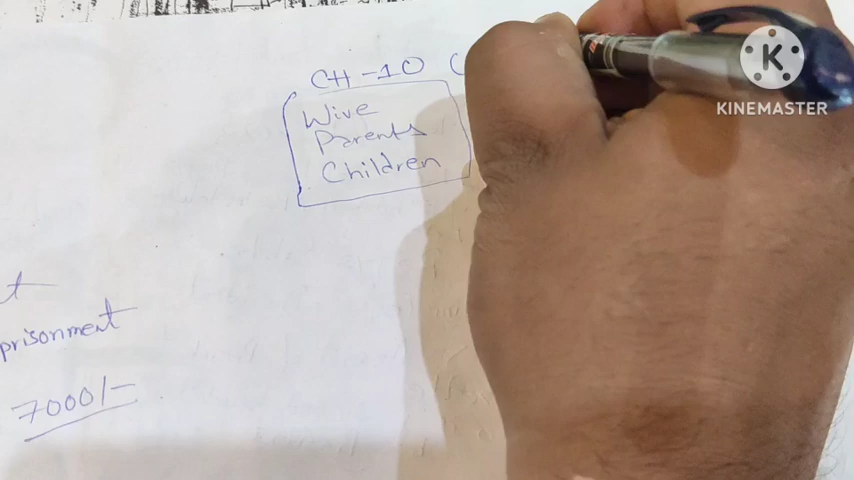 CH-10 (
Wive
Parents
Children
t
prisonment
7000/-
K
KINEMASTER